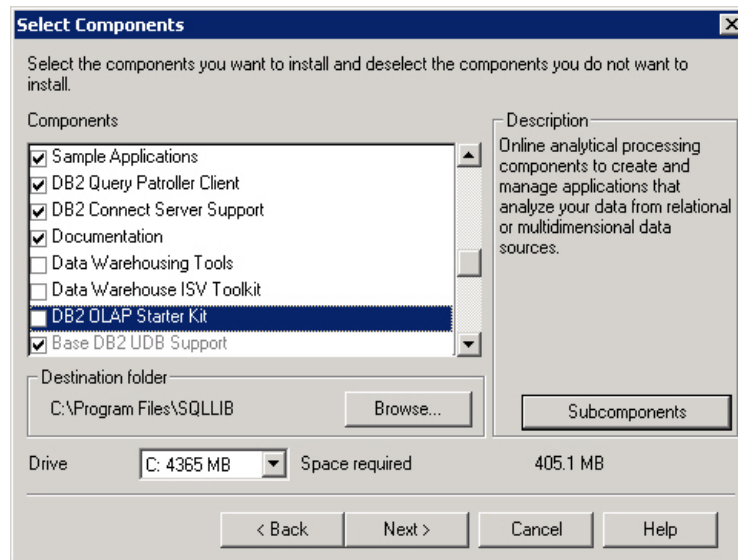 Select Components
Select the components you want to install and deselect the components you do not want to
install.
Components
Sample Applications
DB2 Query Patroller Client
DB2 Connect Server Support
Documentation
Data Warehousing Tools
Data Warehouse ISV Toolkit
DB2 OLAP Starter Kit
Base DB2 UDB Support
Description
Online analytical processing
components to create and
manage applications that
analyze your data from relational
or multidimensional data
sources.
Destination folder
C:\Program Files\SQLLIB
Browse...
Subcomponents
Drive
C: 4365 MB
Space required
405.1 MB
< Back
Next >
Cancel
Help